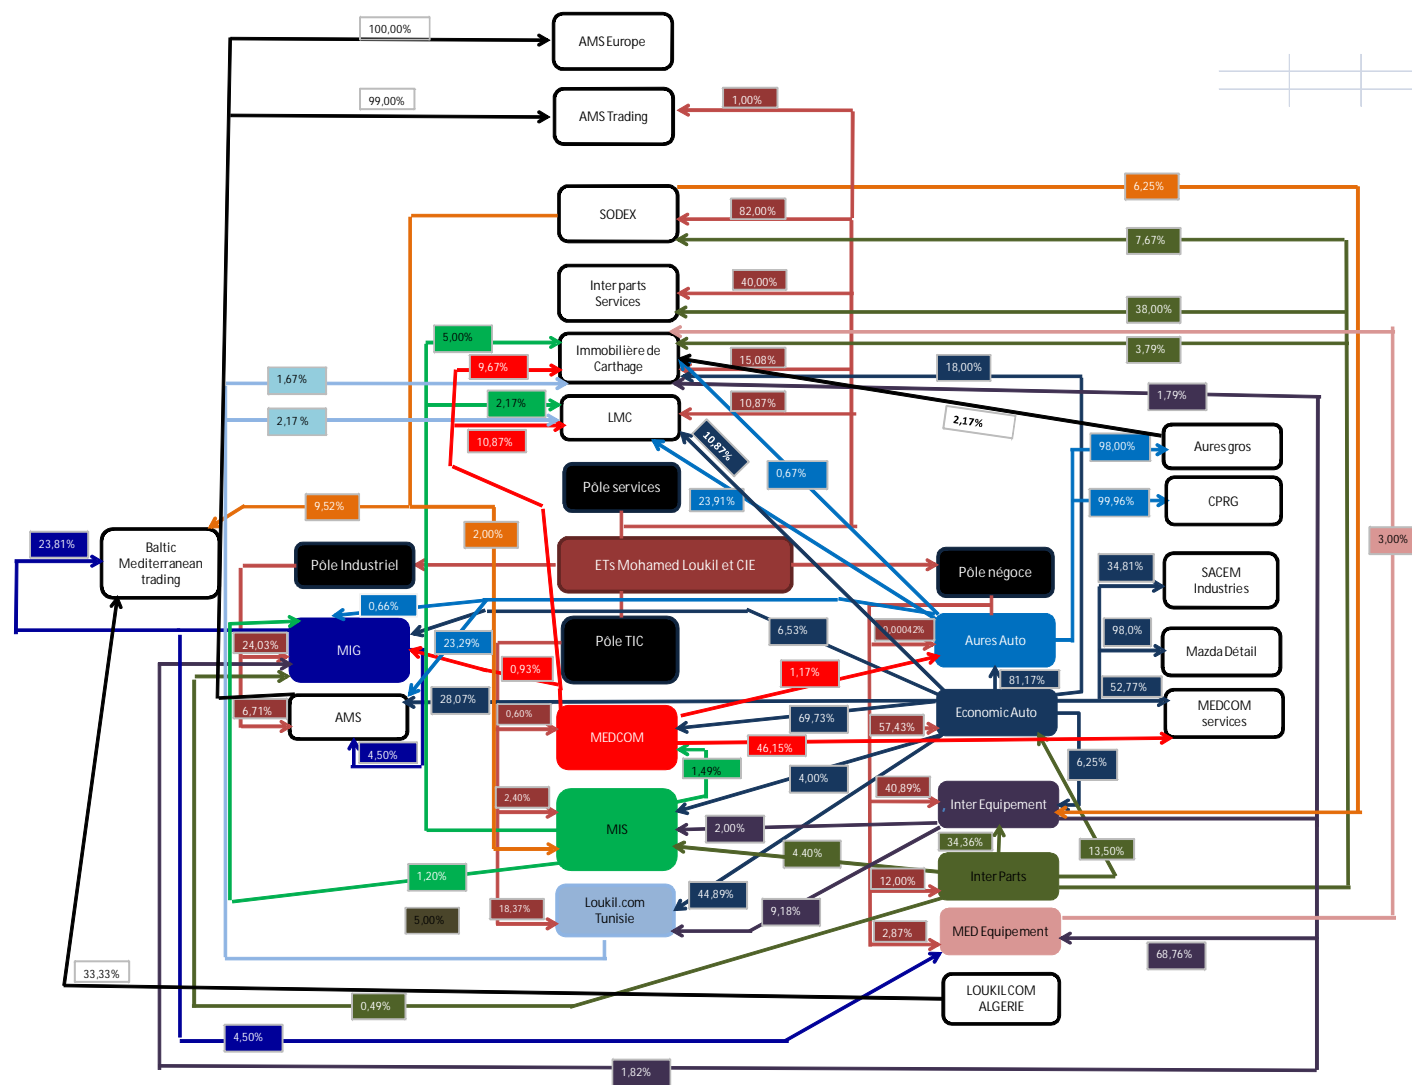 100,00%
AMS Europe
99,00%
AMS Trading
1,00%
6,25%
SODEX
82,00%
7,67%
Inter parts
Services
40,00%
38,00%
5,00%
Immobilière de
Carthage
9,67%
15,08%
3,79%
18,00%
1,67%
1,79%
2,17%
10,87%
2,17%
2,17%
LMC
10,87%
10,87%
Aures gros
98,00%
0,67%
Pôle services
23,91%
CPRG
99,96%
9,52%
2,00%
3,00%
23,81%
Baltic
Mediterranean
trading
Pôle Industriel
ETs Mohamed Loukil et CIE
Pôle négoce
34,81%
SACEM
Industries
0,66%
6,53%
0,00042%
98,0%
24,03%
MIG
23,29%
Pôle TIC
Aures Auto
Mazda Détail
0,93%
1,17%
81,17%
52,77%
28,07%
6,71%
AMS
0,60%
69,73%
57,43%
Economic Auto
MEDCOM
services
4,50%
MEDCOM
46,15%
1,49%
4,00%
6,25%
40,89%
2,40%
Inter Equipement
MIS
2,00%
34,36%
13,50%
4.40%
1,20%
12,00%
Inter Parts
44,89%
5,00%
18,37%
Loukil.com
Tunisie
9,18%
2,87%
MED Equipement
68,76%
33,33%
LOUKILCOM
ALGERIE
0,49%
4,50%
1,82%